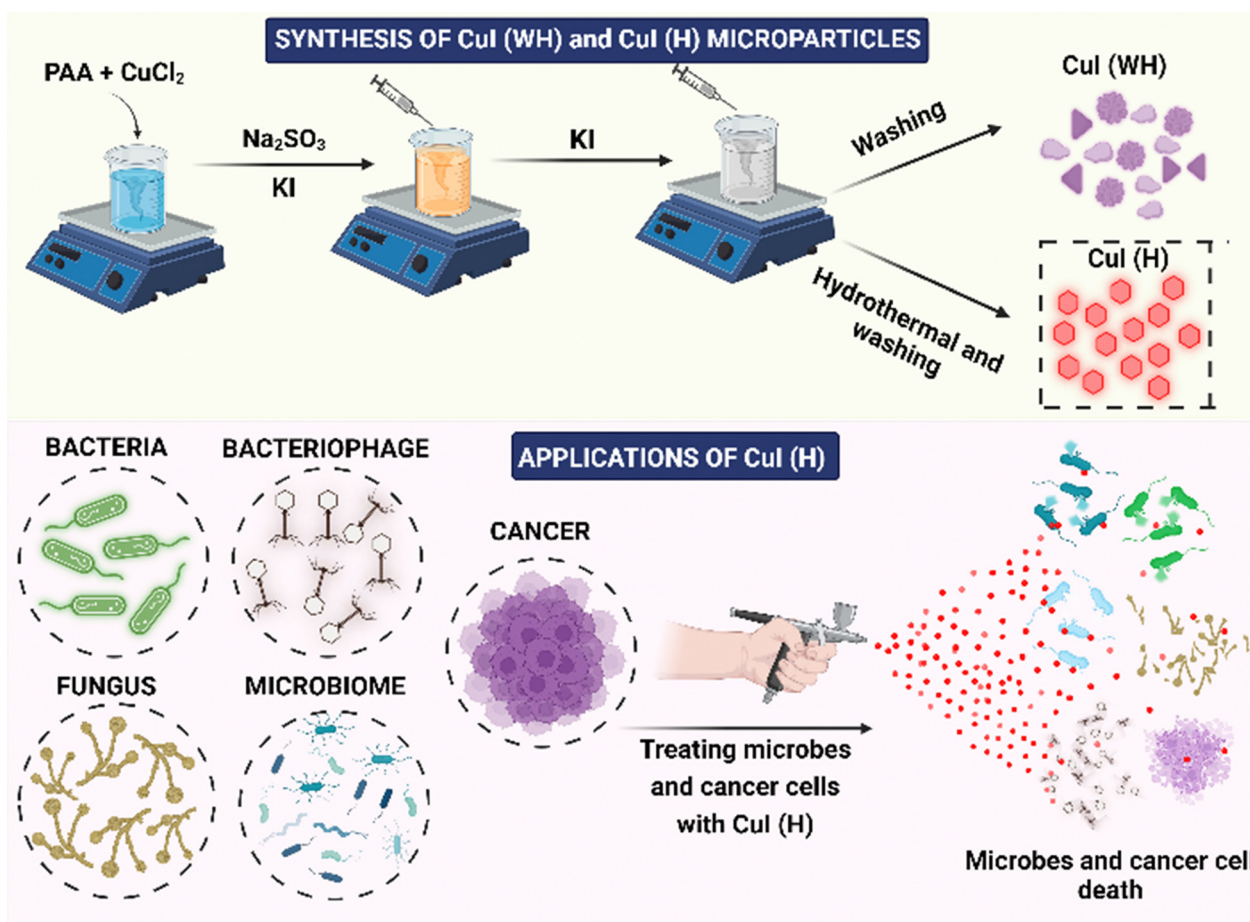 SYNTHESIS OF CuI (WH) and CuI (H) MICROPARTICLES
PAA + CuCl₂
Na₂SO₃
KI
KI
Washing
Hydrothermal and
washing
CuI (WH)
CuI (H)
APPLICATIONS OF CuI (H)
BACTERIA
BACTERIOPHAGE
CANCER
FUNGUS
MICROBIOME
Treating microbes
and cancer cells
with CuI (H)
Microbes and cancer cell
death